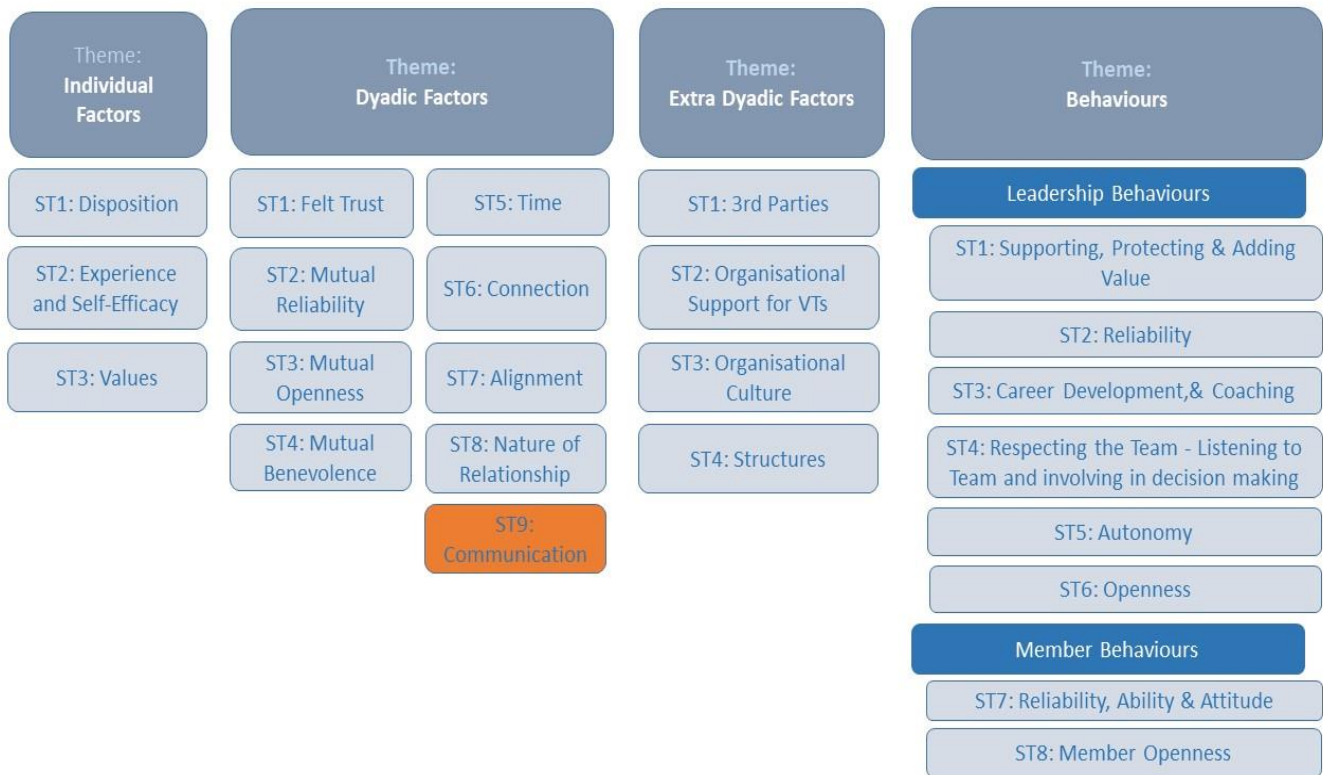 Theme:
Individual
Factors
ST1: Disposition
ST2: Experience
and Self-Efficacy
ST3: Values
Theme:
Dyadic Factors
ST1: Felt Trust
ST2: Mutual
Reliability
ST3: Mutual
Openness
ST4: Mutual
Benevolence
ST5: Time
ST6: Connection
ST7: Alignment
ST8: Nature of
Relationship
ST9:
Communication
Theme:
Extra Dyadic Factors
ST1: 3rd Parties
ST2: Organisational
Support for VTs
ST3: Organisational
Culture
ST4: Structures
Theme:
Behaviours
Leadership Behaviours
ST1: Supporting, Protecting & Adding
Value
ST2: Reliability
ST3: Career Development,& Coaching
ST4: Respecting the Team - Listening to
Team and involving in decision making
ST5: Autonomy
ST6: Openness
Member Behaviours
ST7: Reliability, Ability & Attitude
ST8: Member Openness